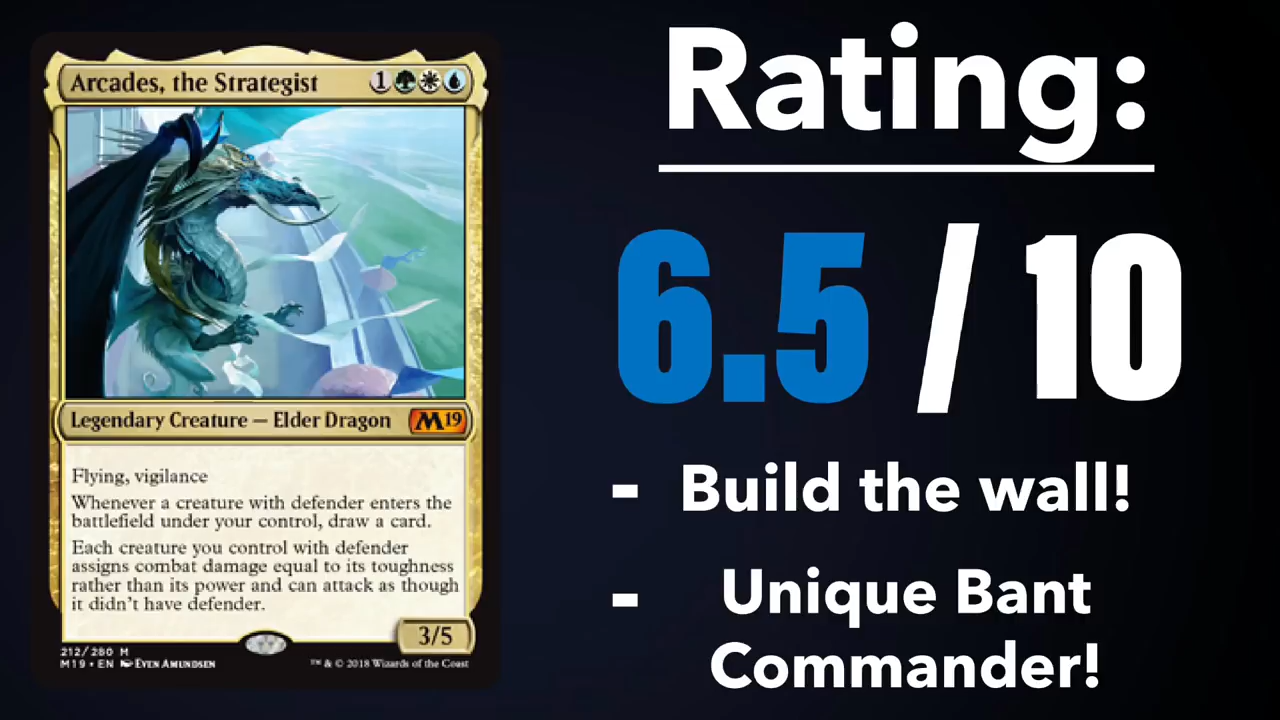 Arcades, the Strategist 1
Legendary Creature — Elder Dragon M19
Flying, vigilance
Whenever a creature with defender enters the
battlefield under your control, draw a card.
Each creature you control with defender
assigns combat damage equal to its toughness
rather than its power and can attack as though
it didn't have defender.
3/5
212/280 M
M19 • EN Even Amundsen
™ & © 2018 Wizards of the Coast
Rating:
6.5 / 10
- Build the wall!
- Unique Bant
Commander!